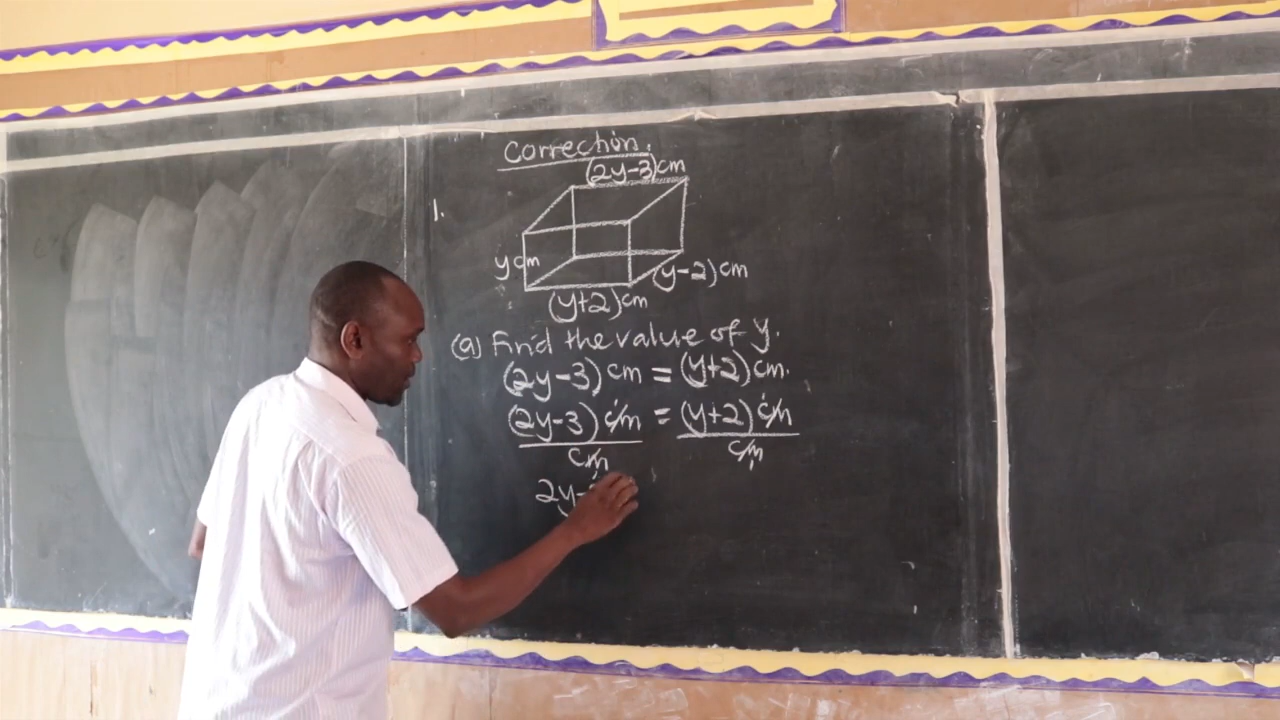 Correction.
(2y-3)cm
1.
y cm
(y-2)cm
(y+2)cm
(a) Find the value of y.
(2y-3) cm = (y+2) cm.
(2y-3) cm = (y+2) cm
cm cm
2y-